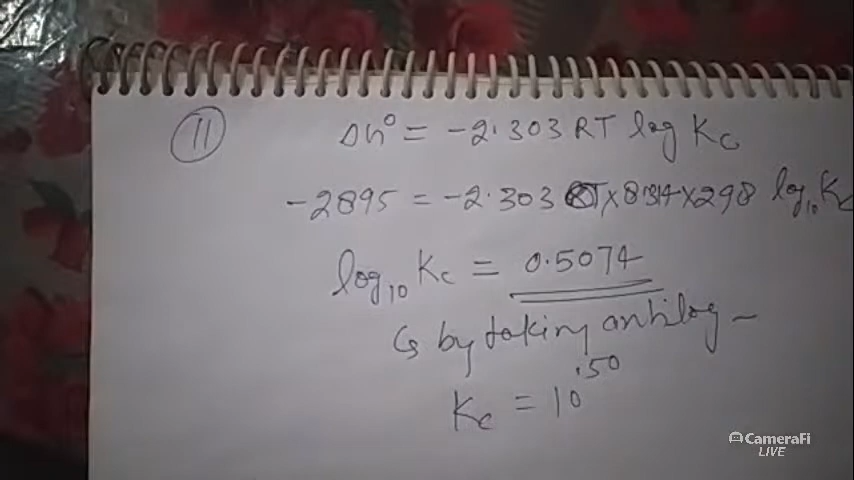 11 ΔG° = -2.303 RT log Kc
-2895 = -2.303 × 8.314 × 298 log₁₀ Kc
log₁₀ Kc = 0.5074
by taking antilog –
Kc = 10^.50
CameraFi
LIVE